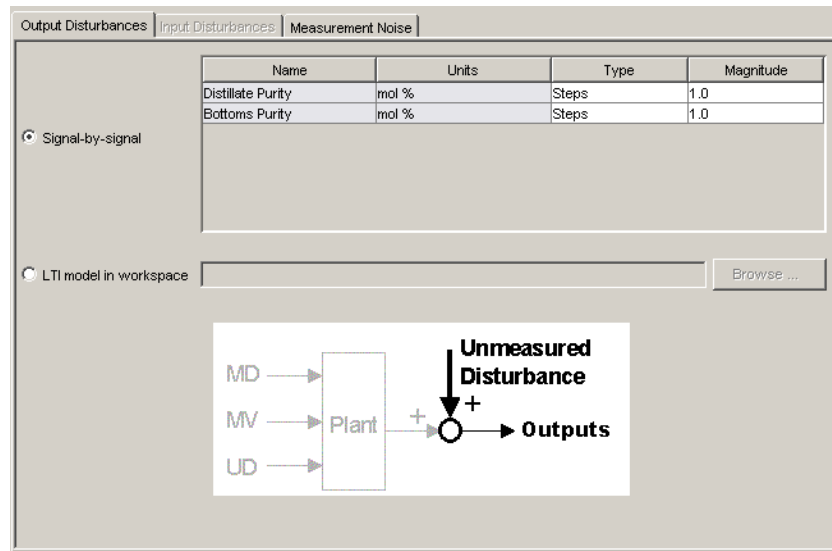 Output Disturbances Input Disturbances Measurement Noise
Name Units Type Magnitude
Distillate Purity mol % Steps 1.0
Bottoms Purity mol % Steps 1.0
Signal-by-signal
LTI model in workspace Browse ...
Unmeasured
Disturbance
MD
+
MV Plant + Outputs
UD